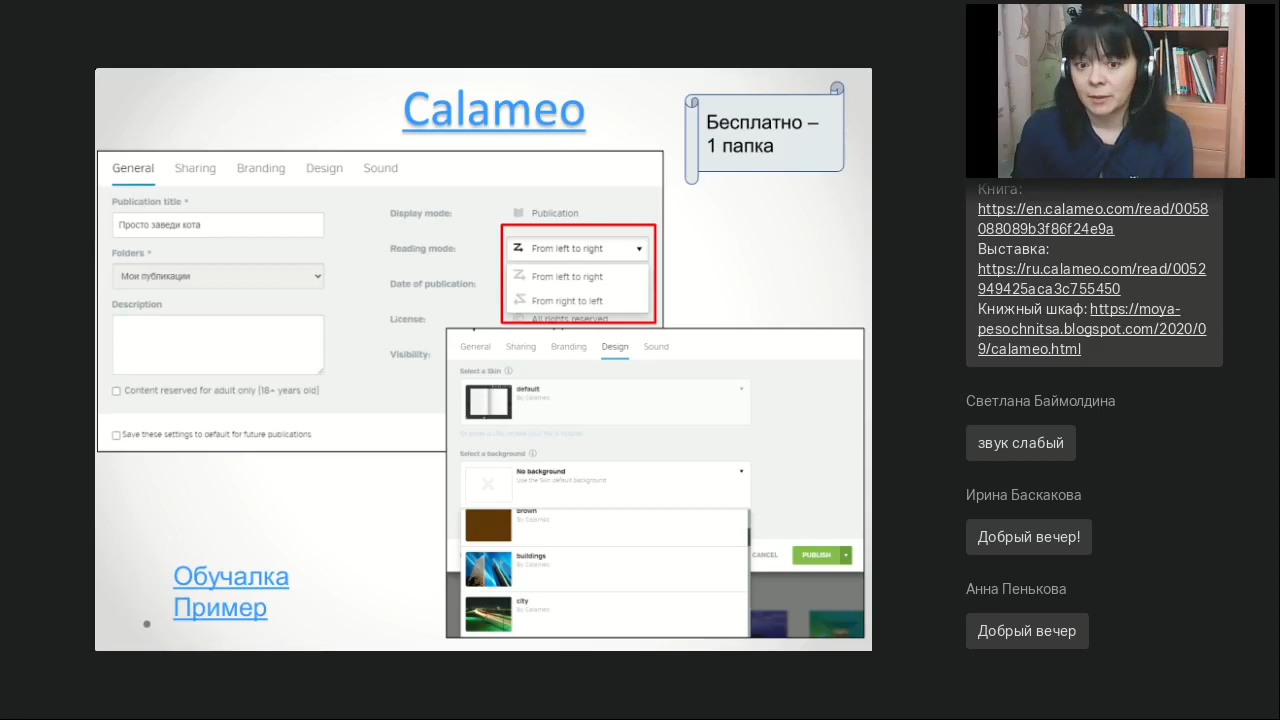 Calameo
Бесплатно –
1 папка
General Sharing Branding Design Sound
Publication title *
Просто заведи кота
Folders *
Мои публикации
Description
Content reserved for adult only (18+ years old)
Save these settings to default for future publications
Display mode: Publication
Reading mode: From left to right
From left to right
From right to left
Date of publication:
License: All rights reserved
Visibility:
General Sharing Branding Design Sound
Select a Skin
default
By Calameo
Select a background
No background
Use the Skin default background
brown
By Calameo
buildings
By Calameo
city
By Calameo
CANCEL PUBLISH
Обучалка
Пример
Книга:
https://en.calameo.com/read/0058
088089b3f86f24e9a
Выставка:
https://ru.calameo.com/read/0052
949425aca3c755450
Книжный шкаф: https://moya-
pesochnitsa.blogspot.com/2020/0
9/calameo.html
Светлана Баймолдина
звук слабый
Ирина Баскакова
Добрый вечер!
Анна Пенькова
Добрый вечер